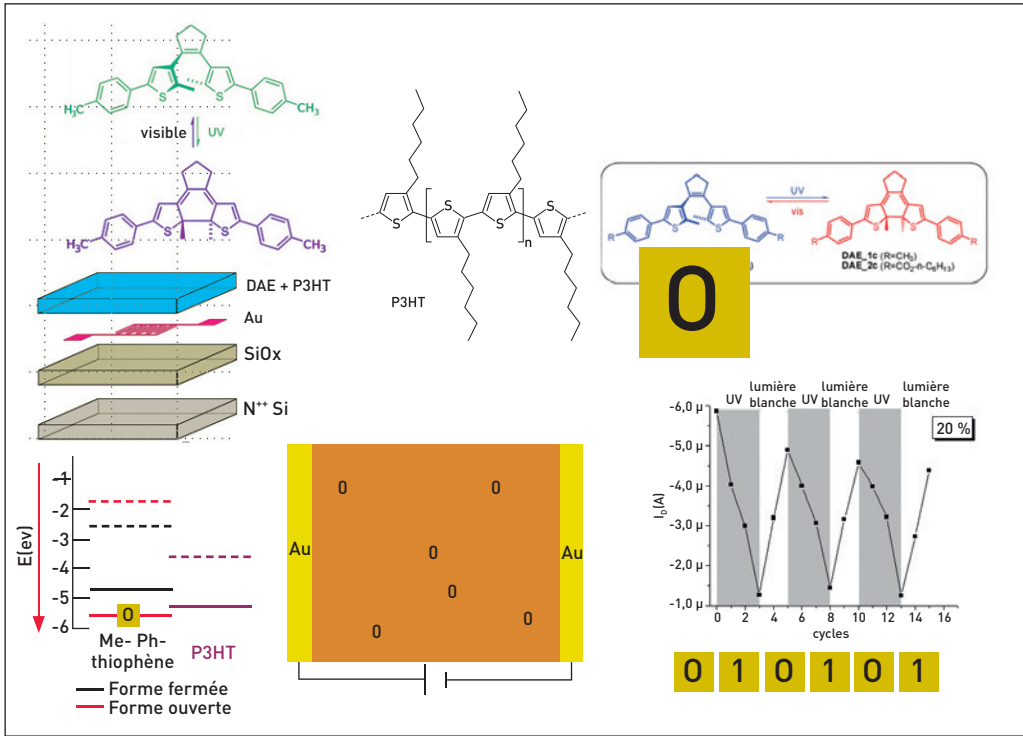 S
S
H₃C
CH₃
visible
UV
S
S
H₃C
CH₃
DAE + P3HT
Au
SiOx
N⁺⁺ Si
S
S
S
S
n
P3HT
UV
vis
S
S
R
R
S
S
R
R
DAE_1c (R=CH₃)
DAE_2c (R=CO₂-n-C₆H₁₃)
0
E(ev)
-1
-2
-3
-4
-5
-6
0
Me- Ph-
thiophène
P3HT
Forme fermée
Forme ouverte
Au
0
0
0
0
0
0
Au
UV
lumière
blanche
UV
lumière
blanche
UV
lumière
blanche
20 %
I_D(A)
-6,0 µ
-5,0 µ
-4,0 µ
-3,0 µ
-2,0 µ
-1,0 µ
0 2 4 6 8 10 12 14 16
cycles
0 1 0 1 0 1